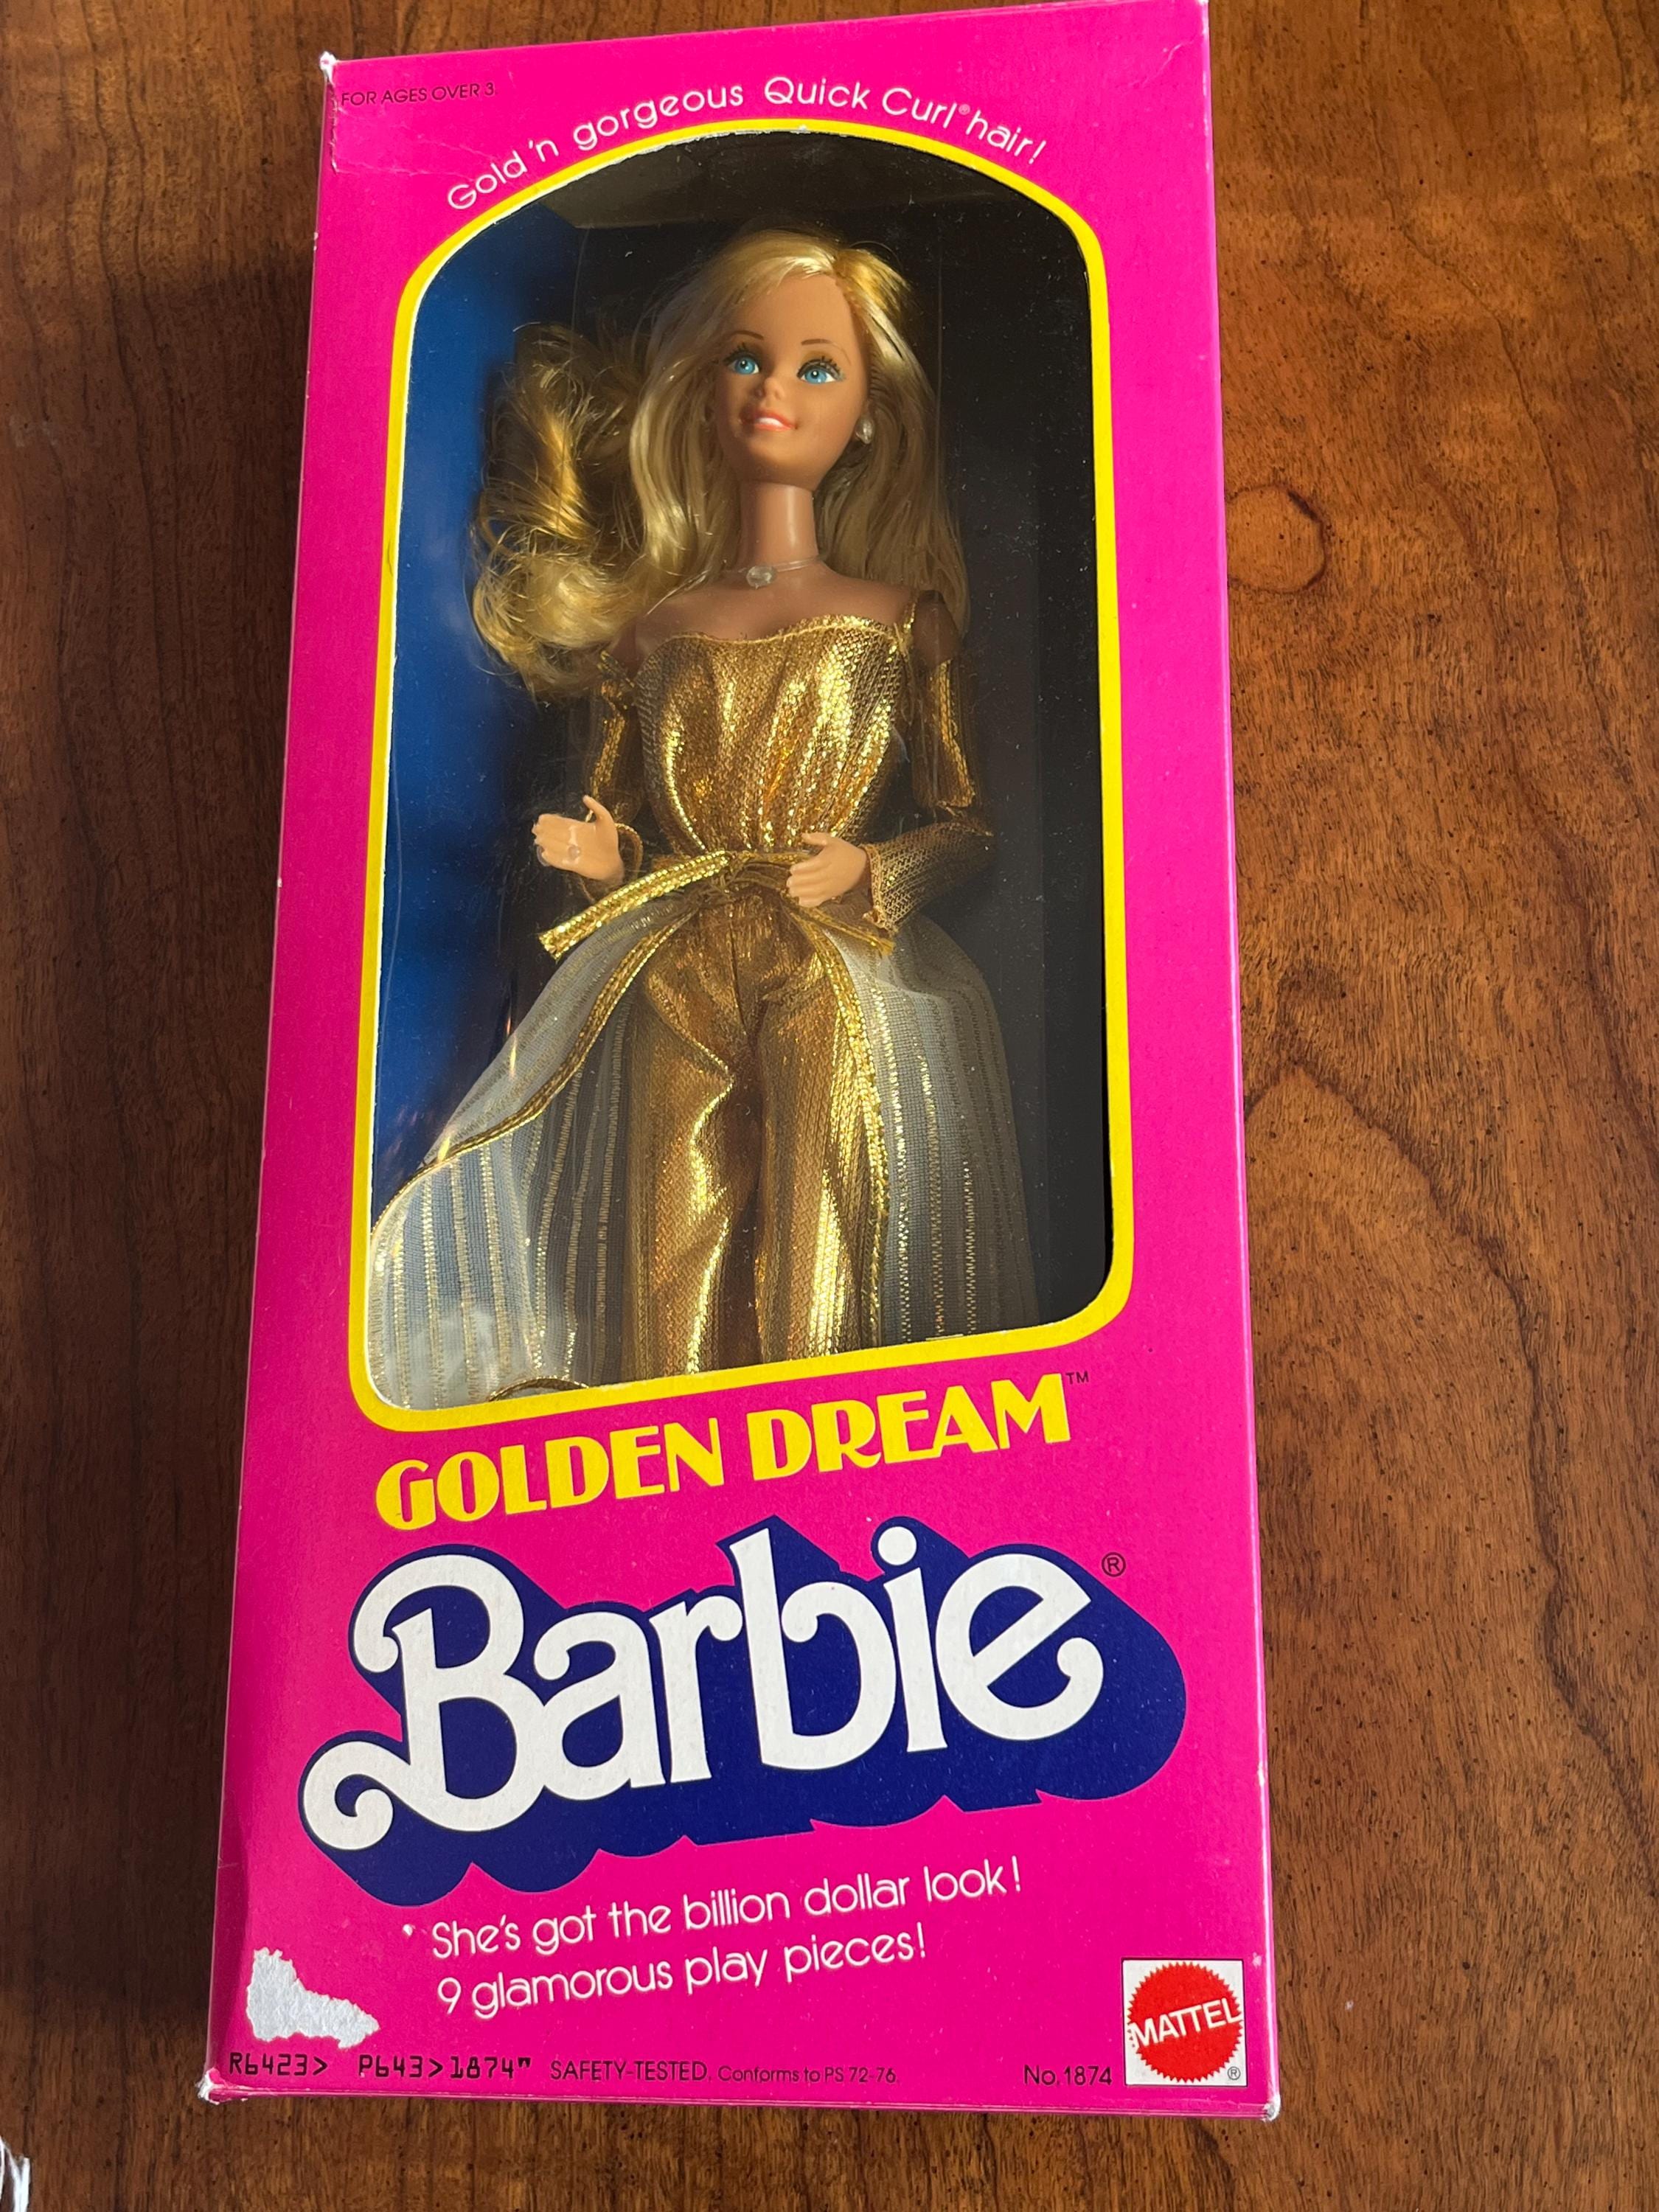 FOR AGES OVER 3
Gold 'n gorgeous Quick Curl® hair!
GOLDEN DREAM™
Barbie®
She's got the billion dollar look!
9 glamorous play pieces!
R6423> P643>1874" SAFETY-TESTED. Conforms to PS 72-76. No. 1874
MATTEL®